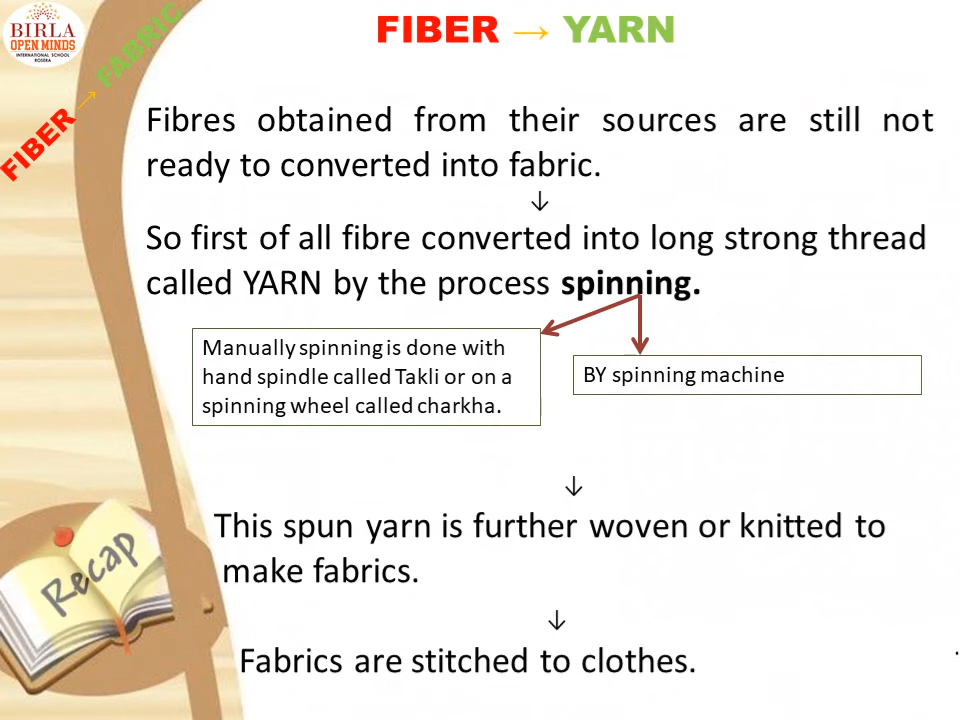 BIRLA
OPEN MINDS
INTERNATIONAL SCHOOL
ROSERA
FIBER → FABRIC
FIBER → YARN
Fibres obtained from their sources are still not
ready to converted into fabric.
↓
So first of all fibre converted into long strong thread
called YARN by the process spinning.
Manually spinning is done with
hand spindle called Takli or on a
spinning wheel called charkha.
BY spinning machine
↓
This spun yarn is further woven or knitted to
make fabrics.
↓
Fabrics are stitched to clothes.
.
Recap